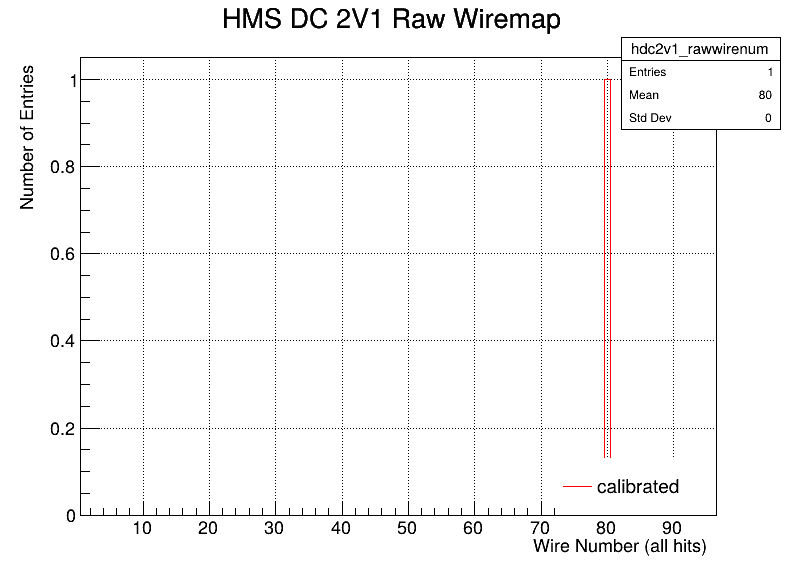 HMS DC 2V1 Raw Wiremap
hdc2v1_rawwirenum
Entries 1
Mean 80
Std Dev 0
Number of Entries
1
0.8
0.6
0.4
0.2
0
calibrated
10 20 30 40 50 60 70 80 90
Wire Number (all hits)